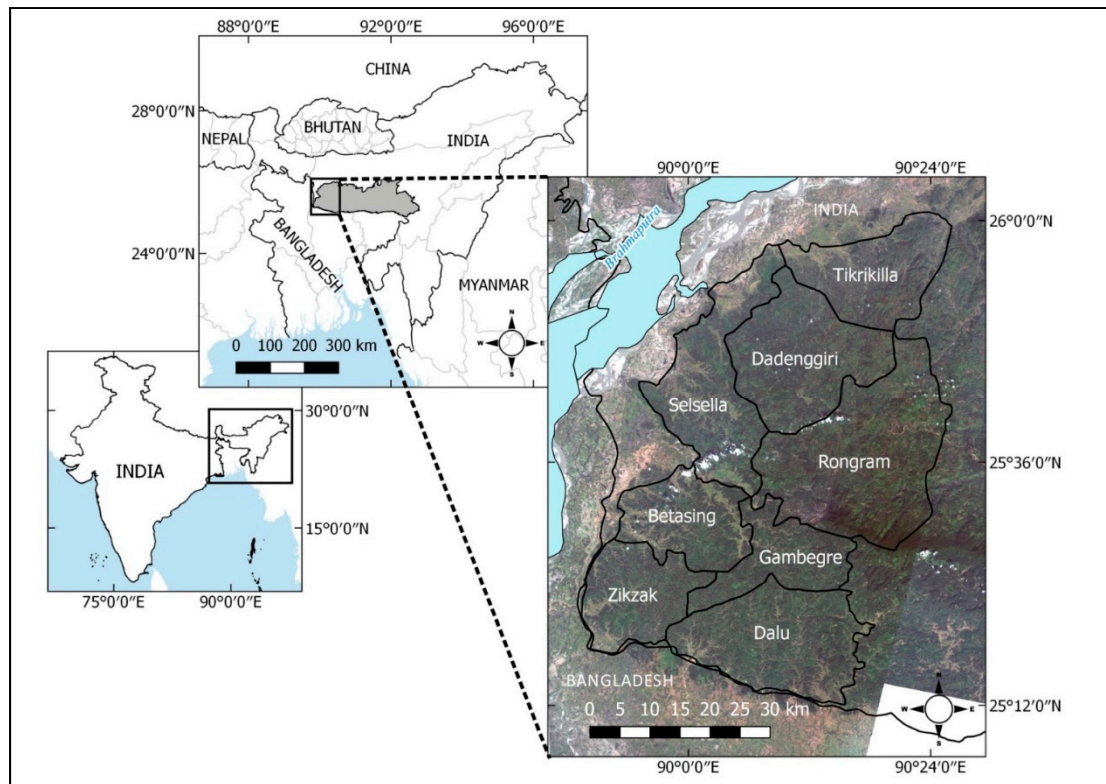 88°0′0″E 92°0′0″E 96°0′0″E
CHINA
28°0′0″N
NEPAL
BHUTAN
INDIA
BANGLADESH
24°0′0″N
MYANMAR
N
W E
S
0 100 200 300 km
30°0′0″N
INDIA
15°0′0″N
75°0′0″E 90°0′0″E
90°0′0″E 90°24′0″E
INDIA
26°0′0″N
Brahmaputra
Tikrikilla
Dadenggiri
Selsella
Rongram
25°36′0″N
Betasing
Gambegre
Zikzak
Dalu
BANGLADESH
N
W E
S
0 5 10 15 20 25 30 km
25°12′0″N
90°0′0″E 90°24′0″E